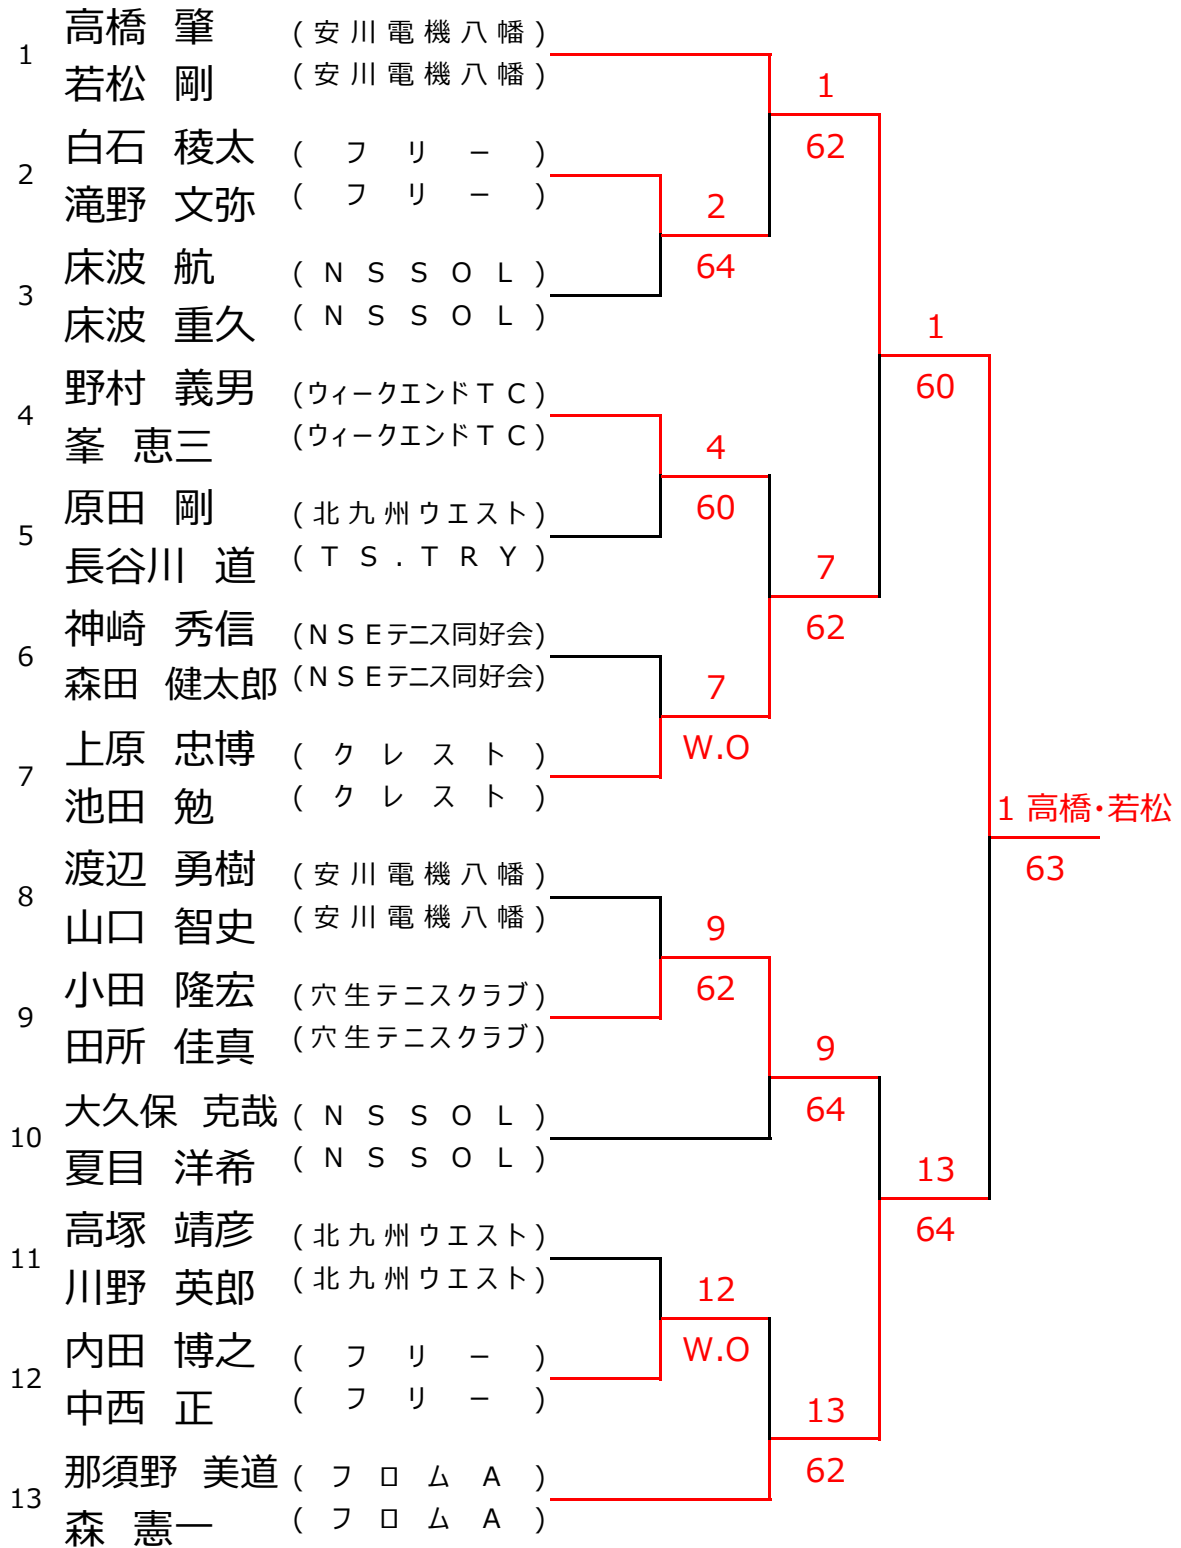 1
高橋 肇 (安川電機八幡)
若松 剛 (安川電機八幡)
2
白石 稜太 (フリー)
滝野 文弥 (フリー)
3
床波 航 (NSSOL)
床波 重久 (NSSOL)
4
野村 義男 (ウィークエンドTC)
峯 恵三 (ウィークエンドTC)
5
原田 剛 (北九州ウエスト)
長谷川 道 (TS.TRY)
6
神崎 秀信 (NSEテニス同好会)
森田 健太郎 (NSEテニス同好会)
7
上原 忠博 (クレスト)
池田 勉 (クレスト)
8
渡辺 勇樹 (安川電機八幡)
山口 智史 (安川電機八幡)
9
小田 隆宏 (穴生テニスクラブ)
田所 佳真 (穴生テニスクラブ)
10
大久保 克哉 (NSSOL)
夏目 洋希 (NSSOL)
11
高塚 靖彦 (北九州ウエスト)
川野 英郎 (北九州ウエスト)
12
内田 博之 (フリー)
中西 正 (フリー)
13
那須野 美道 (フロムA)
森 憲一 (フロムA)
2
64
4
60
7
W.O
9
62
12
W.O
1
62
7
62
9
64
13
62
1
60
13
64
1 高橋・若松
63